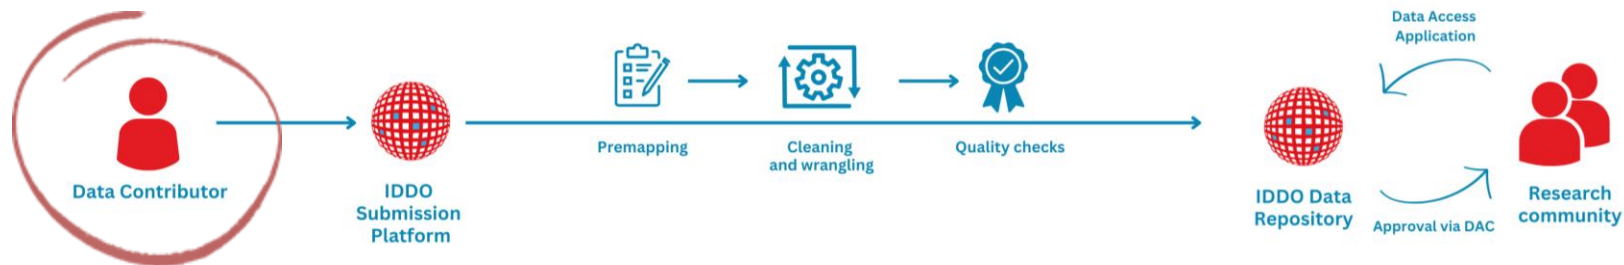 Data Contributor
IDDO
Submission
Platform
Premapping
Cleaning
and wrangling
Quality checks
IDDO Data
Repository
Data Access
Application
Approval via DAC
Research
community